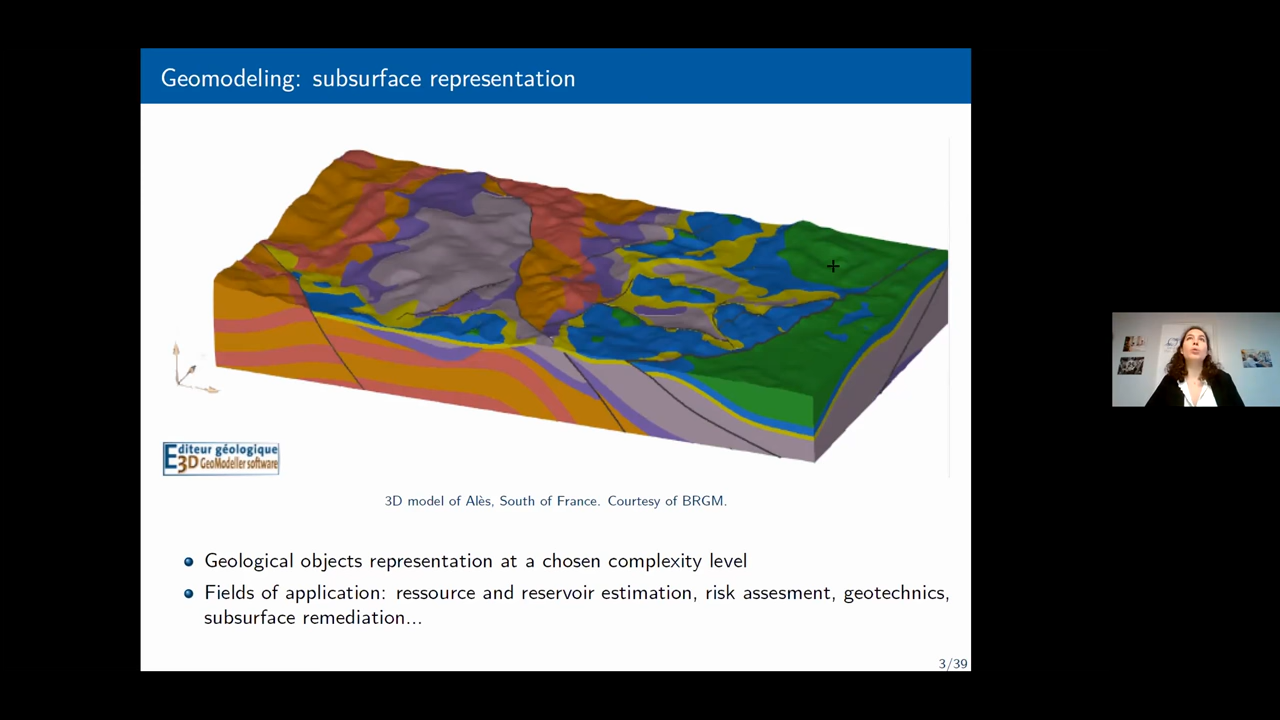 Geomodeling: subsurface representation
Editeur géologique
3D GeoModeller software
3D model of Alès, South of France. Courtesy of BRGM.
Geological objects representation at a chosen complexity level
Fields of application: ressource and reservoir estimation, risk assesment, geotechnics,
subsurface remediation...
3/39